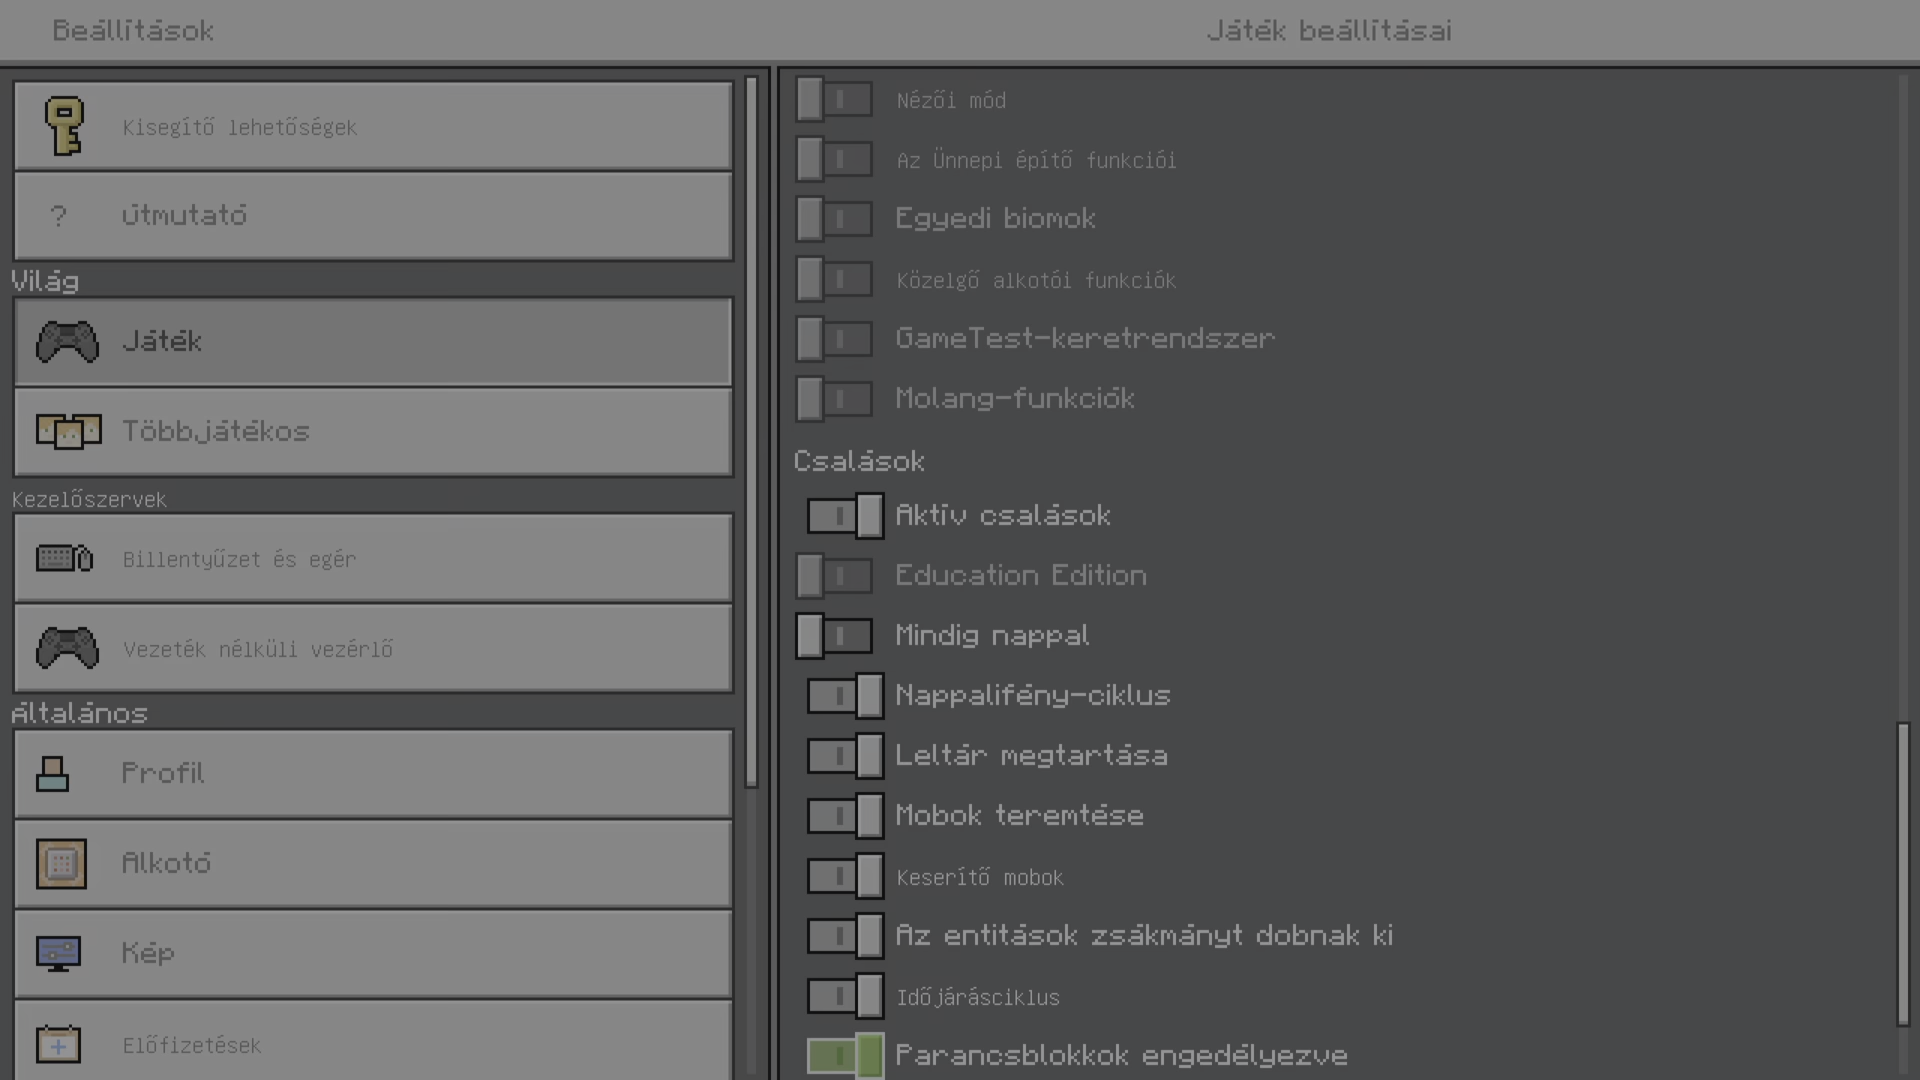 Beállítások
Játék beállításai
Kisegítő lehetőségek
? útmutató
Világ
Játék
Többjátékos
Kezelőszervek
Billentyűzet és egér
Vezeték nélküli vezérlő
Általános
Profil
Alkotó
Kép
Előfizetések
Nézői mód
Az Ünnepi építő funkciói
Egyedi biomok
Közelgő alkotói funkciók
GameTest-keretrendszer
Molang-funkciók
Csalások
Aktív csalások
Education Edition
Mindig nappal
Nappalifény-ciklus
Leltár megtartása
Mobok teremtése
Keserítő mobok
Az entitások zsákmányt dobnak ki
Időjárásciklus
Parancsblokkok engedélyezve